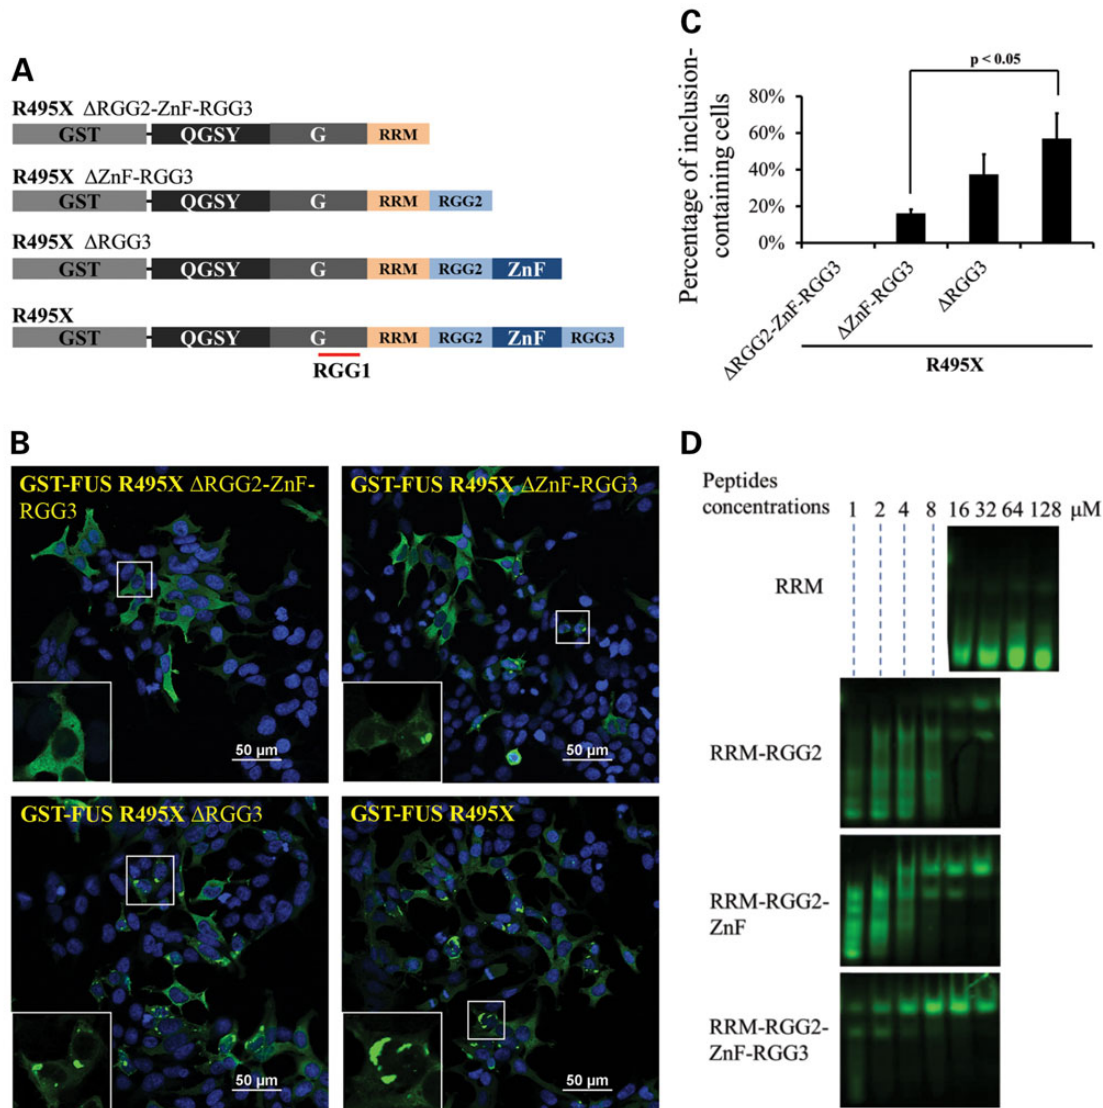 A
R495X ΔRGG2-ZnF-RGG3
GST QGSY G RRM
R495X ΔZnF-RGG3
GST QGSY G RRM RGG2
R495X ΔRGG3
GST QGSY G RRM RGG2 ZnF
R495X
GST QGSY G RRM RGG2 ZnF RGG3
RGG1
C
p < 0.05
Percentage of inclusion-
containing cells
80%
60%
40%
20%
0%
ΔRGG2-ZnF-RGG3
ΔZnF-RGG3
ΔRGG3
R495X
B
GST-FUS R495X ΔRGG2-ZnF-
RGG3
50 µm
GST-FUS R495X ΔZnF-RGG3
50 µm
GST-FUS R495X ΔRGG3
50 µm
GST-FUS R495X
50 µm
D
Peptides
concentrations 1 2 4 8 16 32 64 128 µM
RRM
RRM-RGG2
RRM-RGG2-
ZnF
RRM-RGG2-
ZnF-RGG3